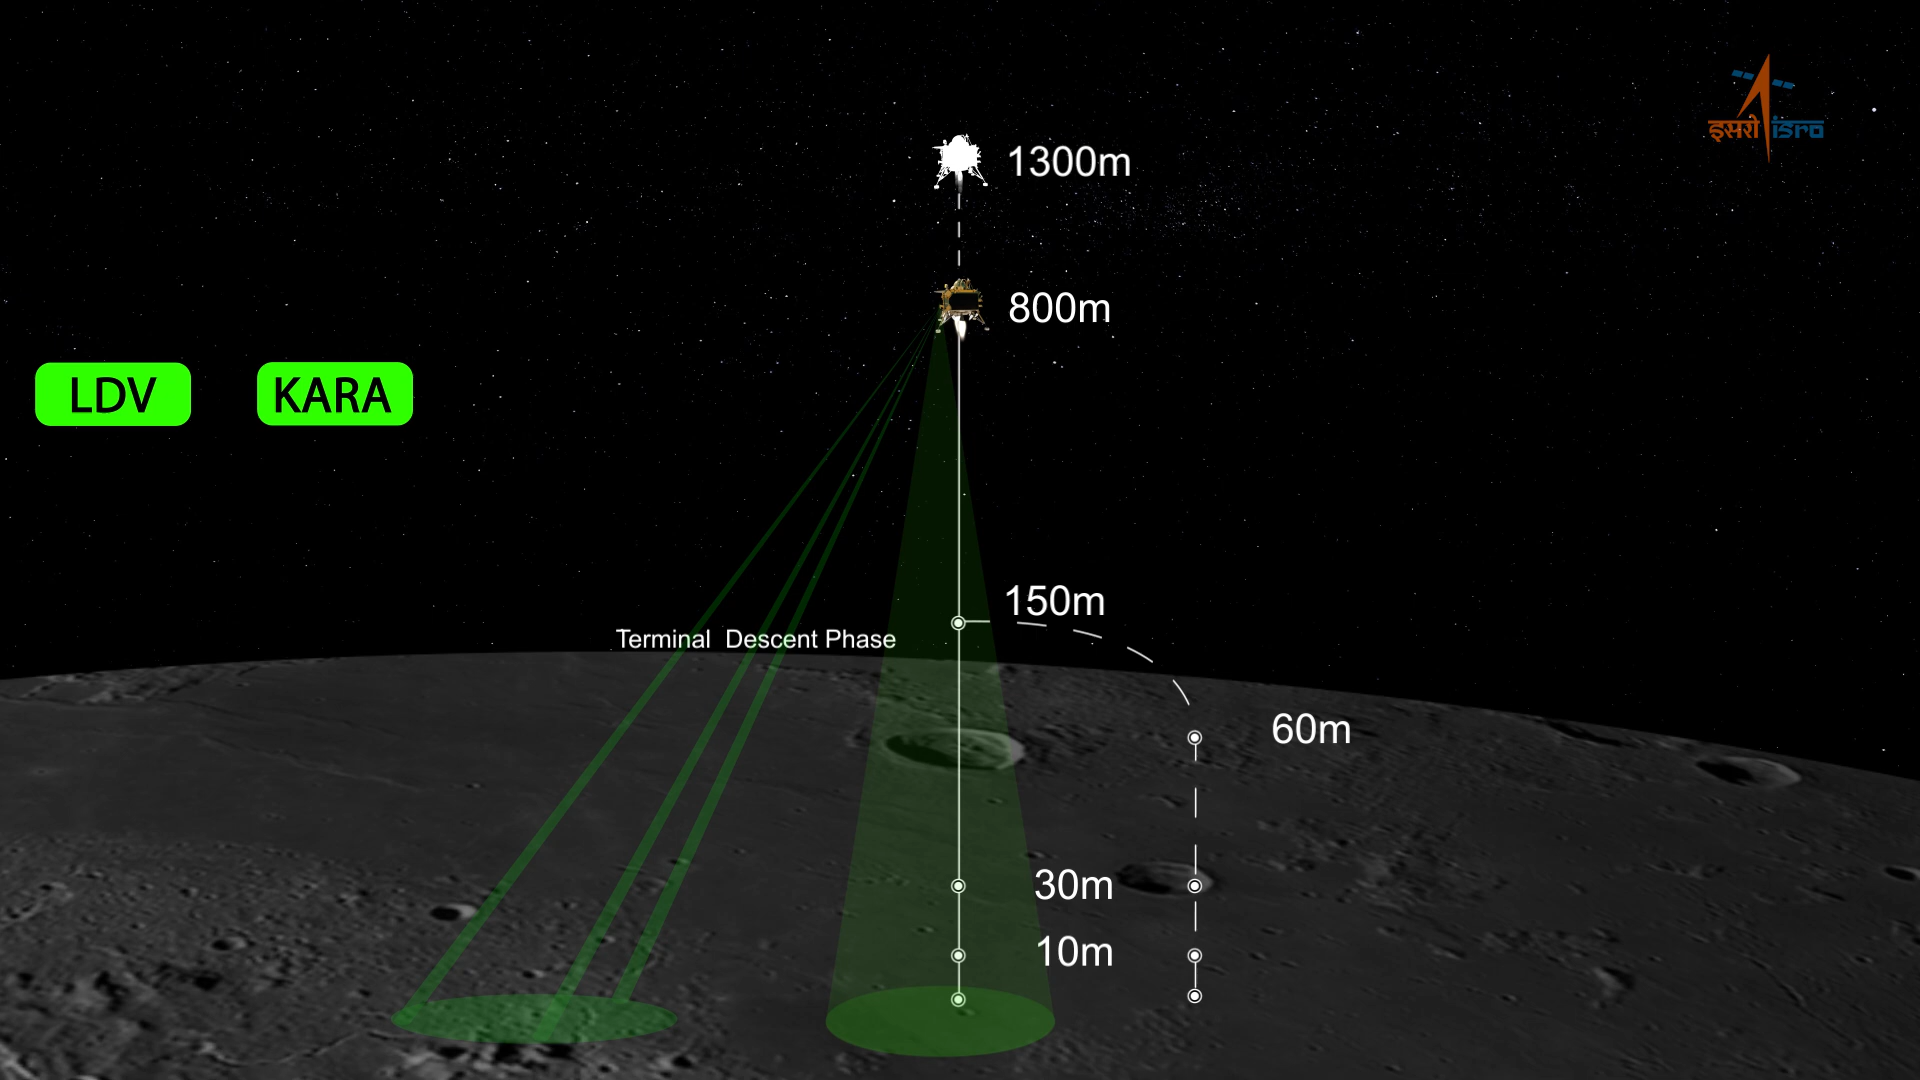 इसरो isro
1300m
800m
LDV KARA
150m
Terminal Descent Phase
60m
30m
10m